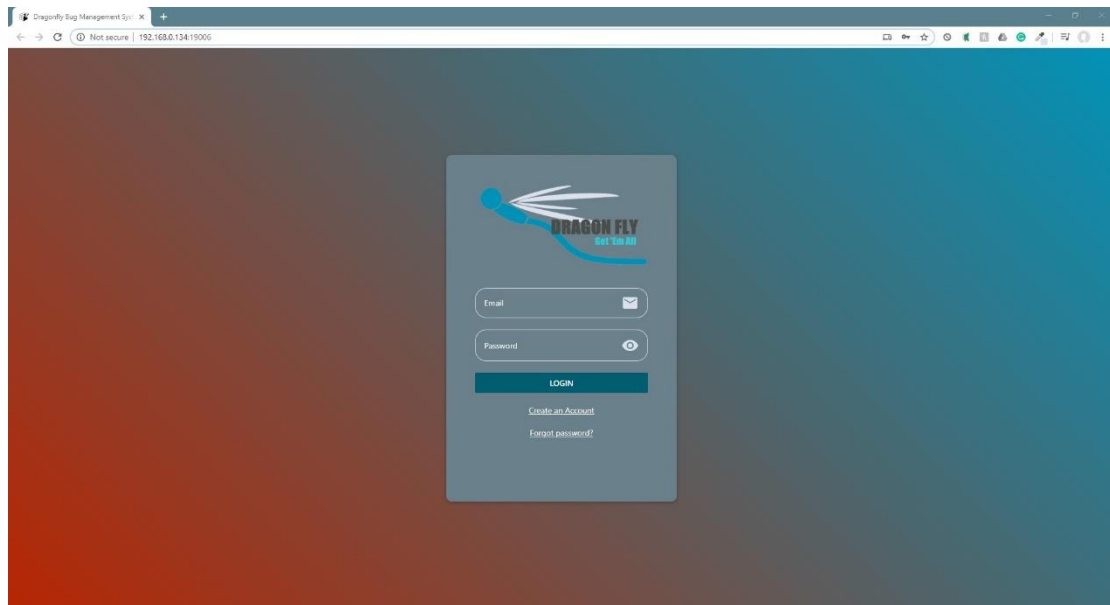 Dragonfly Bug Management Sys
Not secure | 192.168.0.134:19006
DRAGON FLY
Get 'Em All
Email
Password
LOGIN
Create an Account
Forgot password?